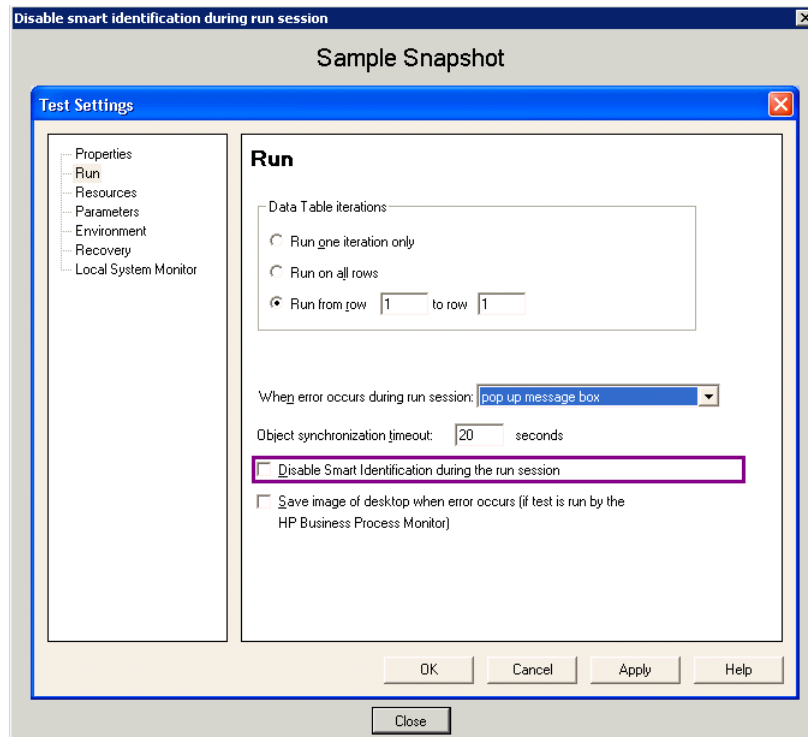 Disable smart identification during run session
Sample Snapshot
Test Settings
Properties
Run
Resources
Parameters
Environment
Recovery
Local System Monitor
Run
Data Table iterations
Run one iteration only
Run on all rows
Run from row 1 to row 1
When error occurs during run session: pop up message box
Object synchronization timeout: 20 seconds
Disable Smart Identification during the run session
Save image of desktop when error occurs (if test is run by the
HP Business Process Monitor)
OK Cancel Apply Help
Close